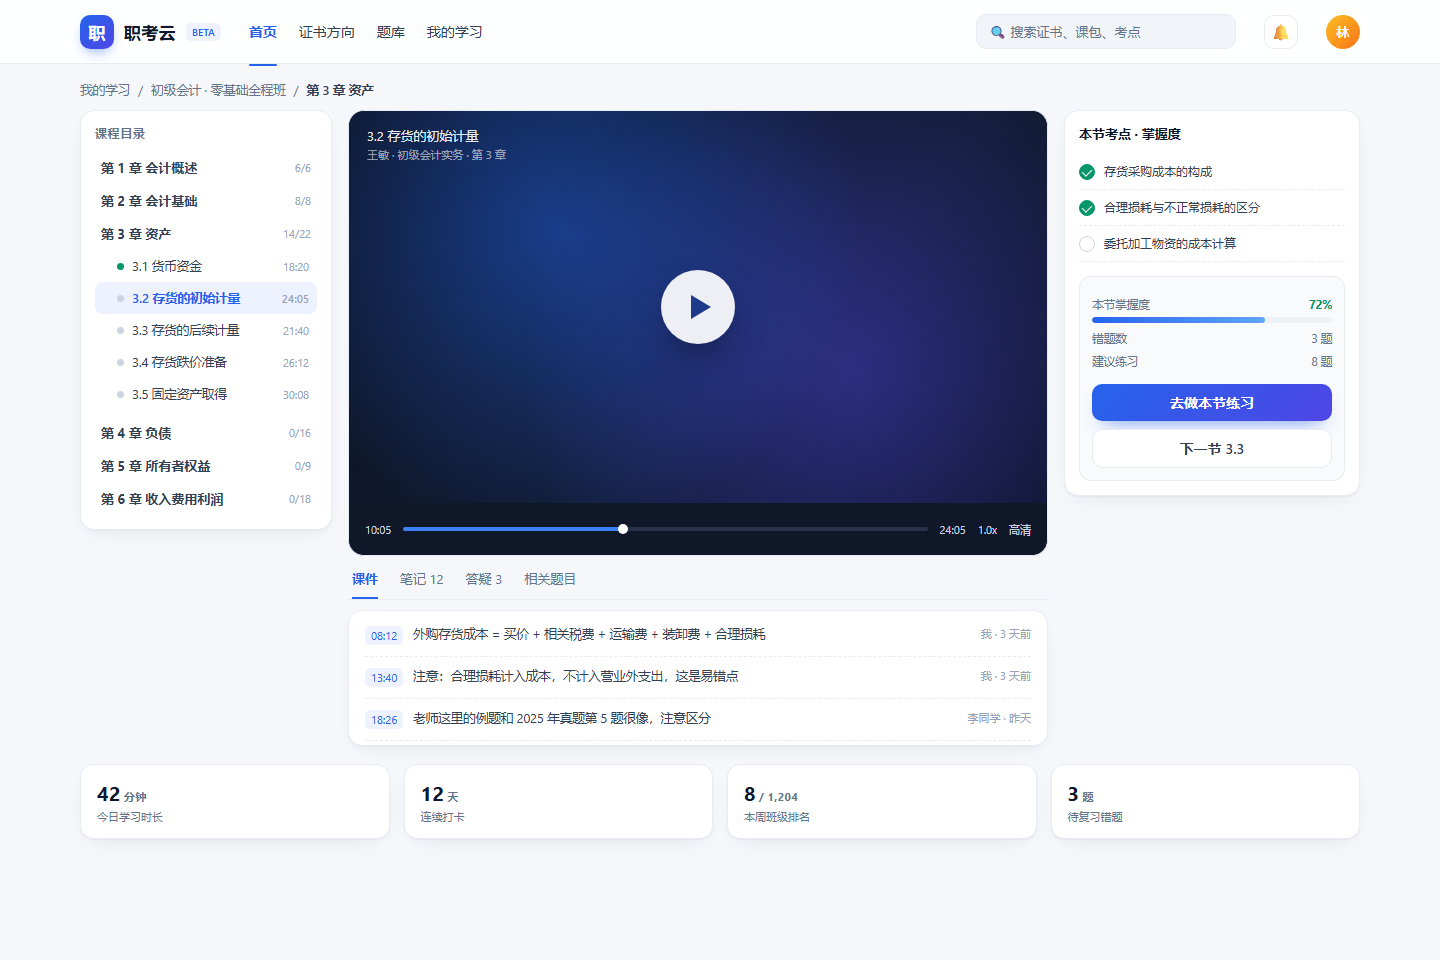 职 职考云 BETA 首页 证书方向 题库 我的学习 搜索证书、课包、考点 林
我的学习 / 初级会计 · 零基础全程班 / 第 3 章 资产
课程目录
第 1 章 会计概述 6/6
第 2 章 会计基础 8/8
第 3 章 资产 14/22
3.1 货币资金 18:20
3.2 存货的初始计量 24:05
3.3 存货的后续计量 21:40
3.4 存货跌价准备 26:12
3.5 固定资产取得 30:08
第 4 章 负债 0/16
第 5 章 所有者权益 0/9
第 6 章 收入费用利润 0/18
3.2 存货的初始计量
王敏 · 初级会计实务 · 第 3 章
10:05 24:05 1.0x 高清
课件 笔记 12 答疑 3 相关题目
08:12 外购存货成本 = 买价 + 相关税费 + 运输费 + 装卸费 + 合理损耗 我 · 3 天前
13:40 注意：合理损耗计入成本，不计入营业外支出，这是易错点 我 · 3 天前
18:26 老师这里的例题和 2025 年真题第 5 题很像，注意区分 李同学 · 昨天
本节考点 · 掌握度
存货采购成本的构成
合理损耗与不正常损耗的区分
委托加工物资的成本计算
本节掌握度 72%
错题数 3 题
建议练习 8 题
去做本节练习
下一节 3.3
42 分钟
今日学习时长
12 天
连续打卡
8 / 1,204
本周班级排名
3 题
待复习错题